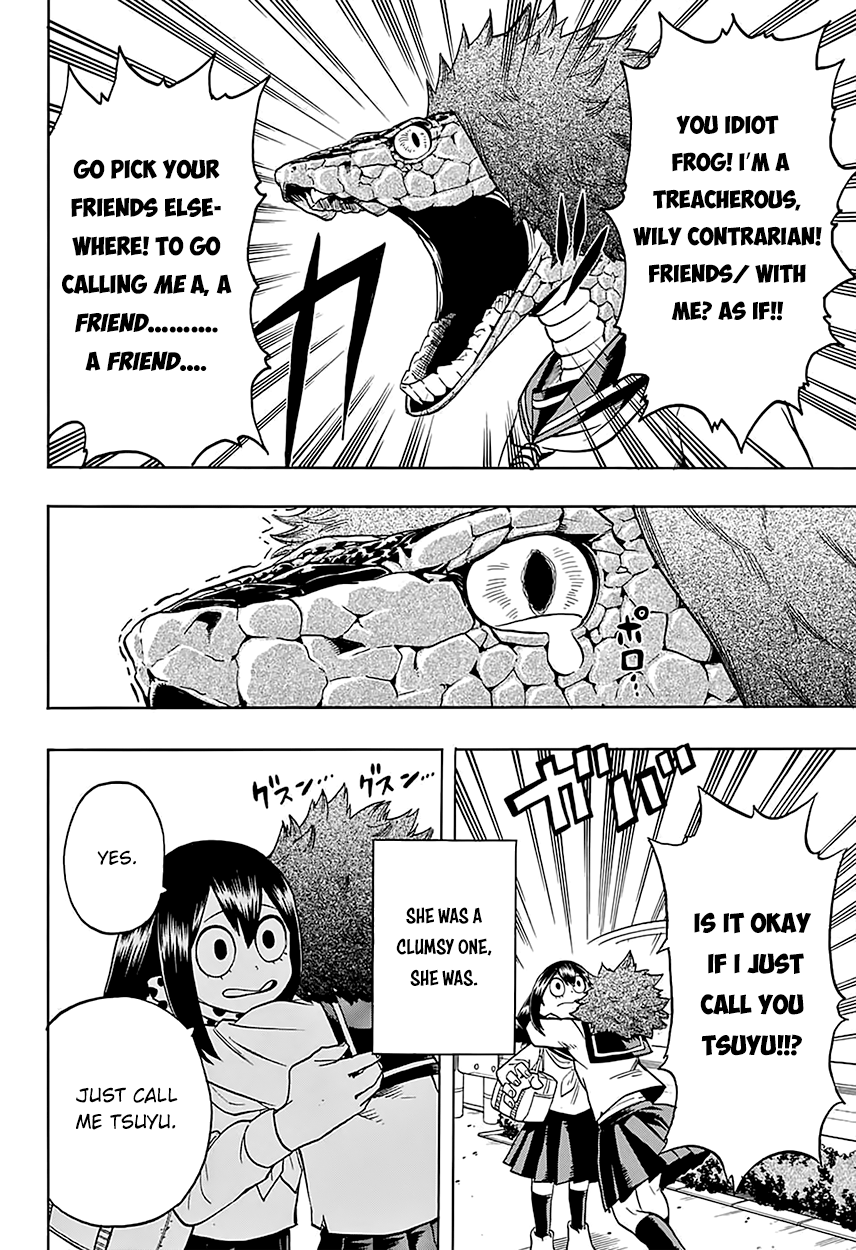 YOU IDIOT
FROG! I'M A
TREACHEROUS,
WILY CONTRARIAN!
FRIENDS/ WITH
ME? AS IF!!
GO PICK YOUR
FRIENDS ELSE-
WHERE! TO GO
CALLING ME A, A
FRIEND..........
A FRIEND....
カ
ポロ...
ガバ
IS IT OKAY
IF I JUST
CALL YOU
TSUYU!!?
SHE WAS A
CLUMSY ONE,
SHE WAS.
グスン... グスン...
YES.
JUST CALL
ME TSUYU.